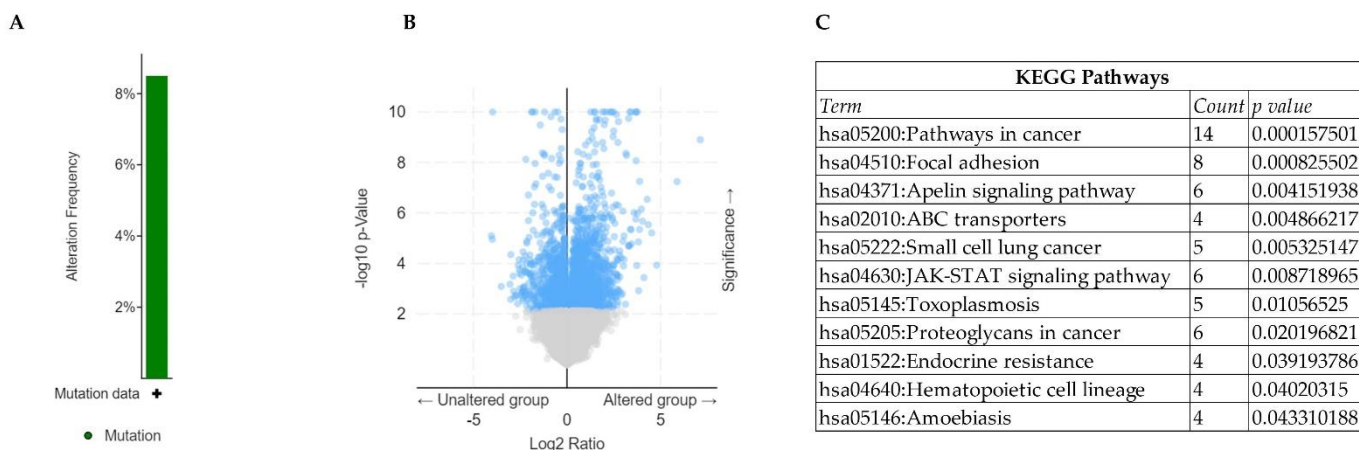 A
Alteration Frequency
8%
6%
4%
2%
Mutation data +
Mutation
B
-log10 p-Value
10
8
6
4
2
Significance →
← Unaltered group
Altered group →
-5
0
5
Log2 Ratio
C
KEGG Pathways
Term Count p value
hsa05200:Pathways in cancer 14 0.000157501
hsa04510:Focal adhesion 8 0.000825502
hsa04371:Apelin signaling pathway 6 0.004151938
hsa02010:ABC transporters 4 0.004866217
hsa05222:Small cell lung cancer 5 0.005325147
hsa04630:JAK-STAT signaling pathway 6 0.008718965
hsa05145:Toxoplasmosis 5 0.01056525
hsa05205:Proteoglycans in cancer 6 0.020196821
hsa01522:Endocrine resistance 4 0.039193786
hsa04640:Hematopoietic cell lineage 4 0.04020315
hsa05146:Amoebiasis 4 0.043310188